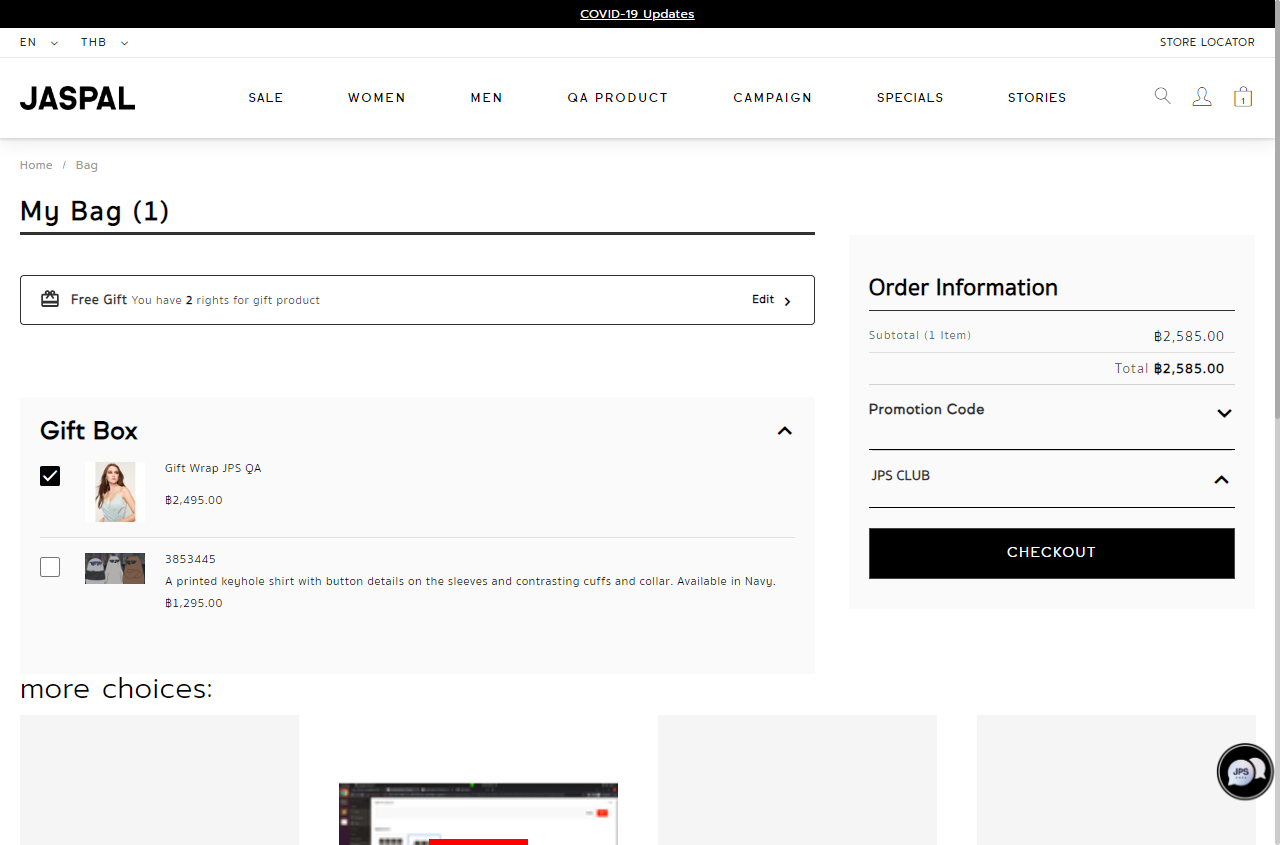 COVID-19 Updates
EN THB STORE LOCATOR
JASPAL SALE WOMEN MEN QA PRODUCT CAMPAIGN SPECIALS STORIES 1
Home / Bag
My Bag (1)
Free Gift You have 2 rights for gift product Edit
Order Information
Subtotal (1 Item) ฿2,585.00
Total ฿2,585.00
Promotion Code
JPS CLUB
CHECKOUT
Gift Box
Gift Wrap JPS QA
฿2,495.00
3853445
A printed keyhole shirt with button details on the sleeves and contrasting cuffs and collar. Available in Navy.
฿1,295.00
more choices:
JPS